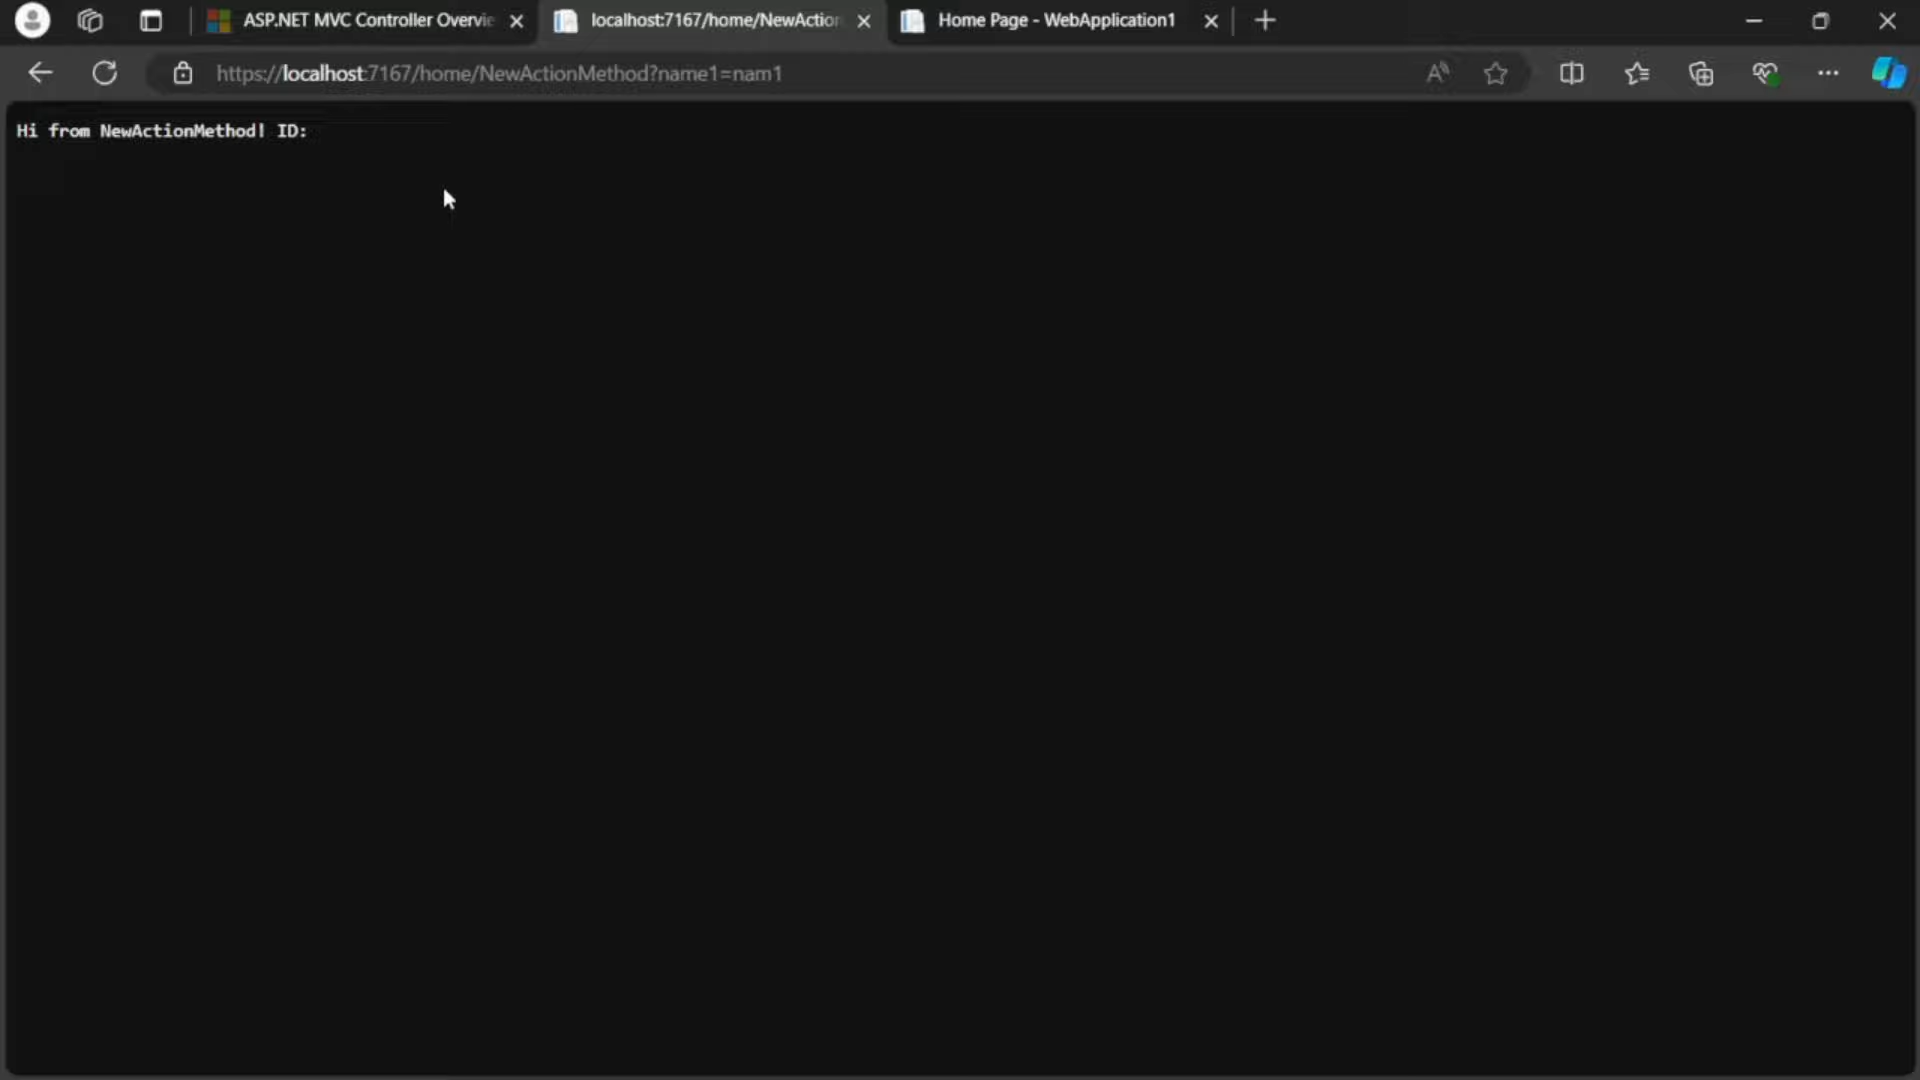 ASP.NET MVC Controller Overvie
localhost:7167/home/NewAction
Home Page - WebApplication1
https://localhost:7167/home/NewActionMethod?name1=nam1
Hi from NewActionMethod! ID: